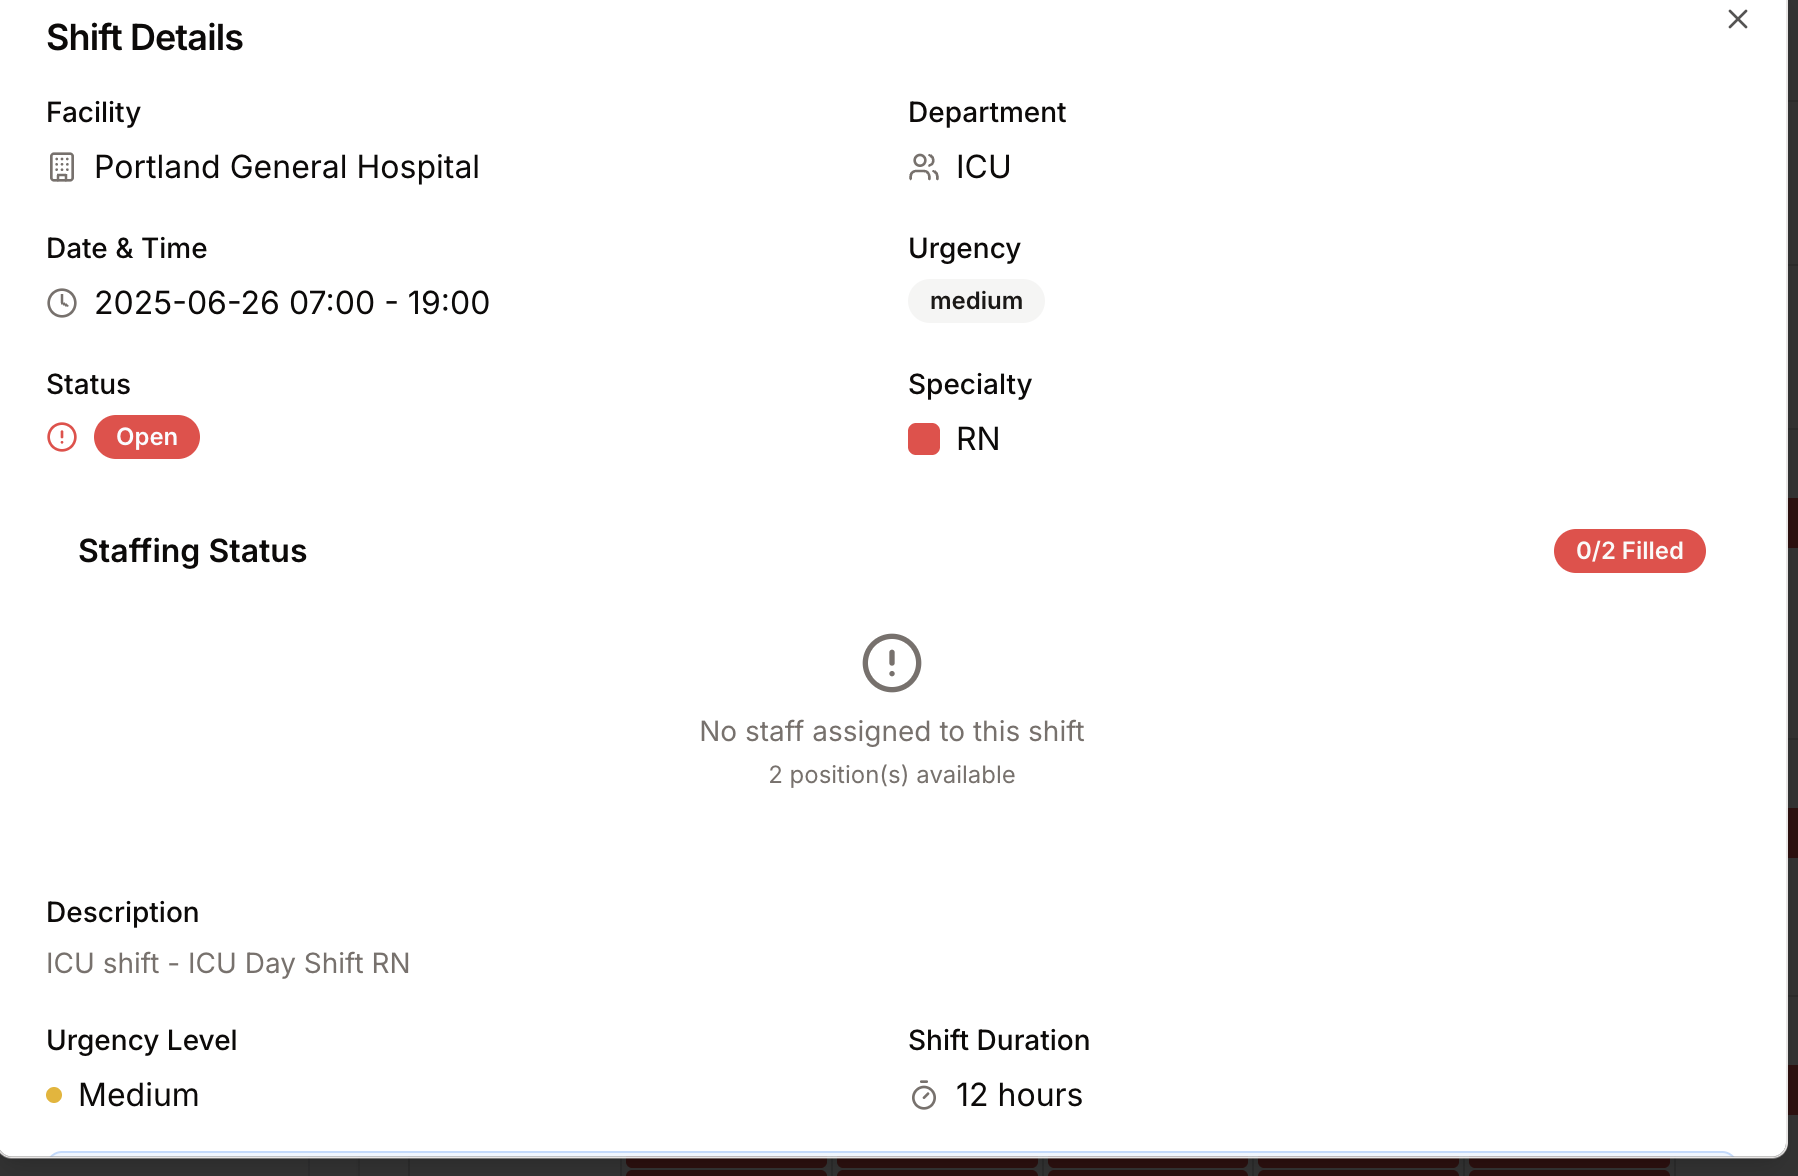 Shift Details
Facility
Portland General Hospital
Department
ICU
Date & Time
2025-06-26 07:00 - 19:00
Urgency
medium
Status
Open
Specialty
RN
Staffing Status
0/2 Filled
No staff assigned to this shift
2 position(s) available
Description
ICU shift - ICU Day Shift RN
Urgency Level
Medium
Shift Duration
12 hours